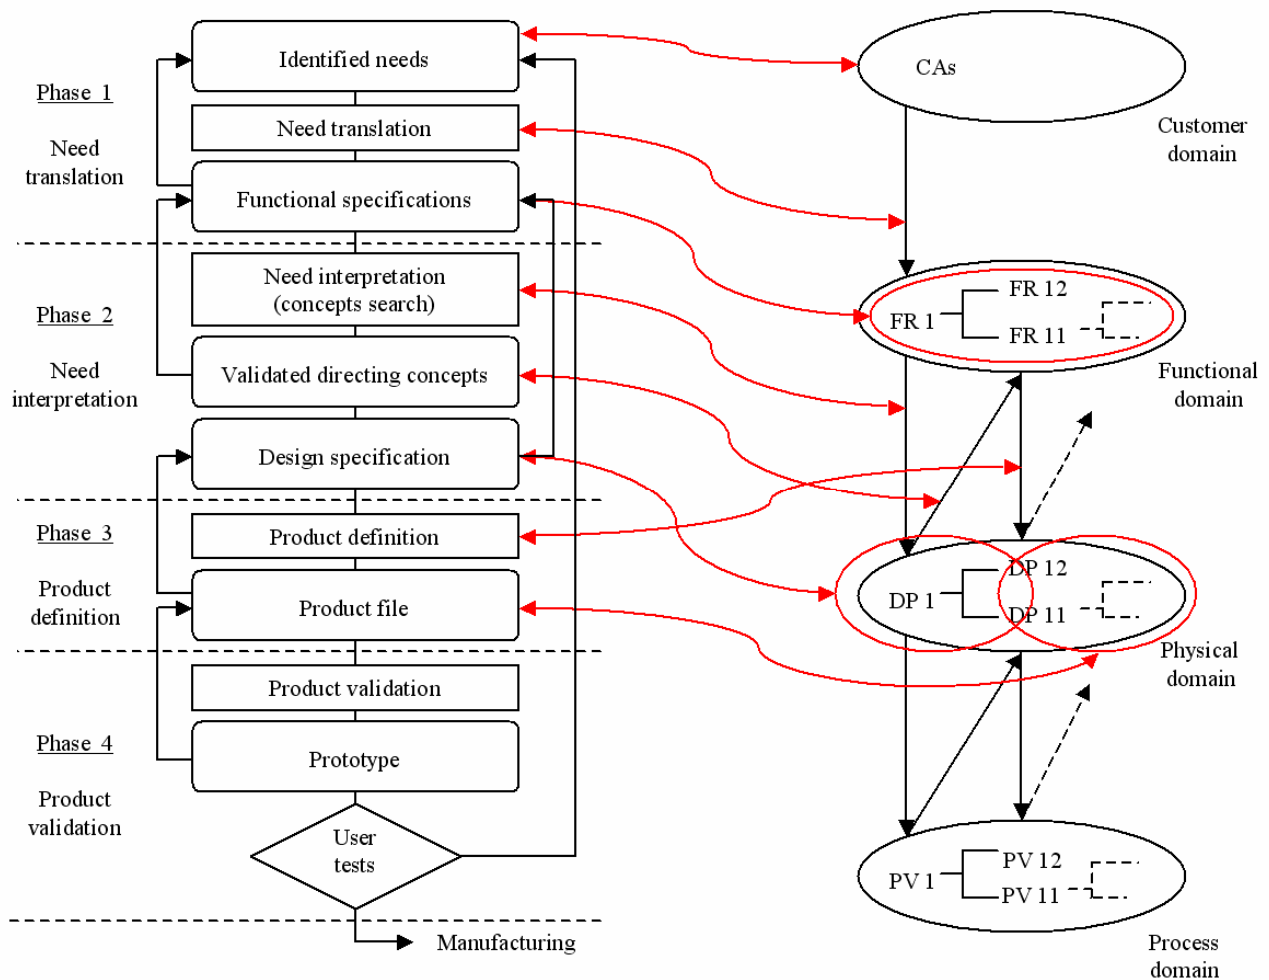 Identified needs
CAs
Phase 1
Customer
domain
Need translation
Need
translation
Functional specifications
Need interpretation
(concepts search)
FR 12
FR 1
FR 11
Phase 2
Functional
domain
Need
interpretation
Validated directing concepts
Design specification
Phase 3
Product definition
DP 12
DP 1
DP 11
Product
definition
Product file
Physical
domain
Product validation
Phase 4
Prototype
Product
validation
User
tests
PV 12
PV 1
PV 11
Manufacturing
Process
domain